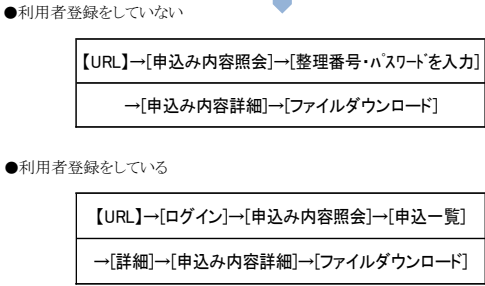 ●利用者登録をしていない
【URL】→[申込み内容照会]→[整理番号・ﾊﾟｽﾜｰﾄﾞを入力]
→[申込み内容詳細]→[ファイルダウンロード]
●利用者登録をしている
【URL】→[ログイン]→[申込み内容照会]→[申込一覧]
→[詳細]→[申込み内容詳細]→[ファイルダウンロード]